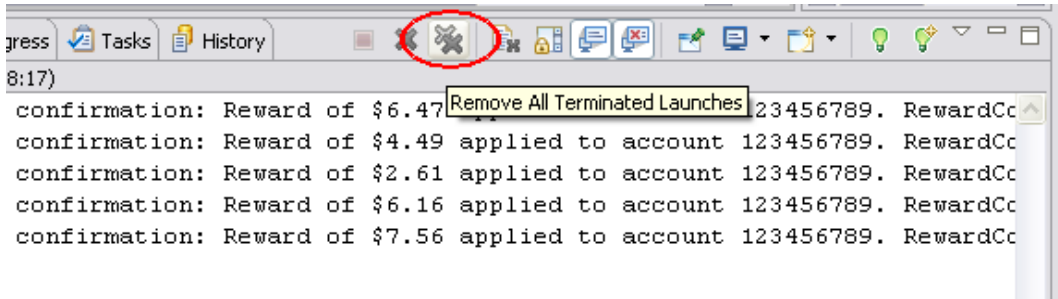 gress Tasks History
8:17)
confirmation: Reward of $6.47 Remove All Terminated Launches 123456789. RewardCo
confirmation: Reward of $4.49 applied to account 123456789. RewardCo
confirmation: Reward of $2.61 applied to account 123456789. RewardCo
confirmation: Reward of $6.16 applied to account 123456789. RewardCo
confirmation: Reward of $7.56 applied to account 123456789. RewardCo